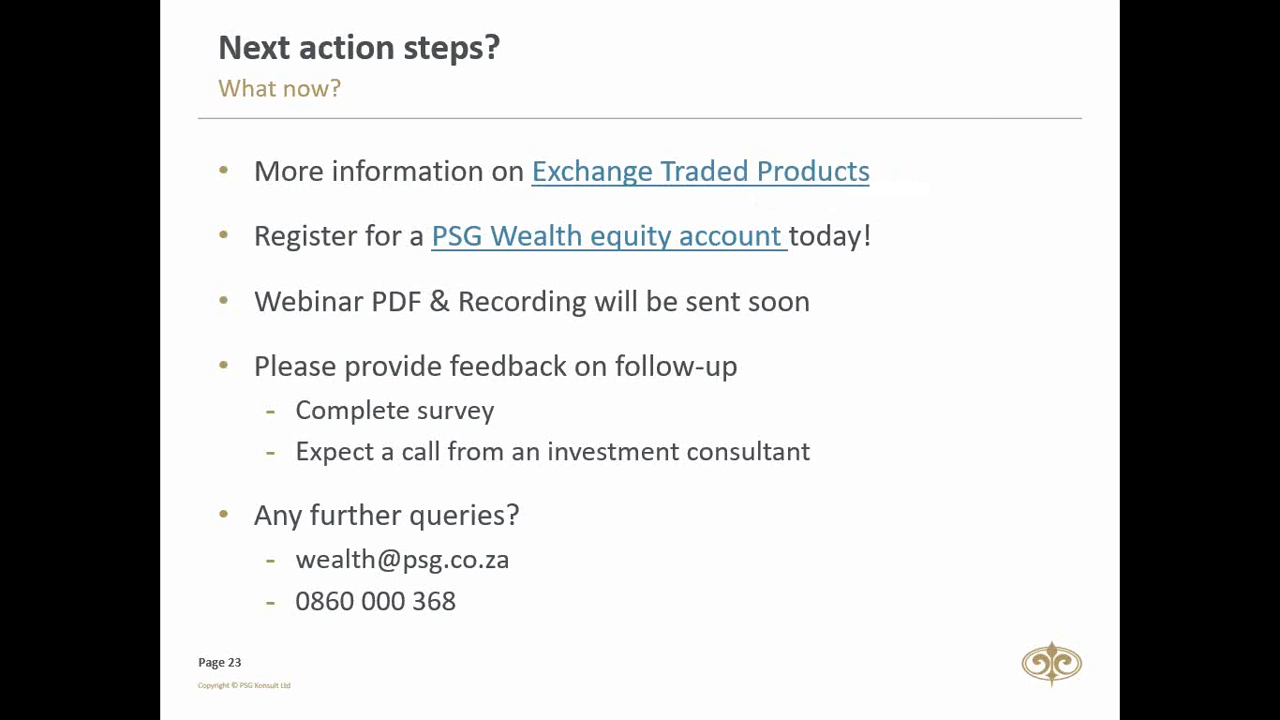 Next action steps?
What now?
• More information on Exchange Traded Products
• Register for a PSG Wealth equity account today!
• Webinar PDF & Recording will be sent soon
• Please provide feedback on follow-up
- Complete survey
- Expect a call from an investment consultant
• Any further queries?
- wealth@psg.co.za
- 0860 000 368
Page 23
Copyright © PSG Konsult Ltd